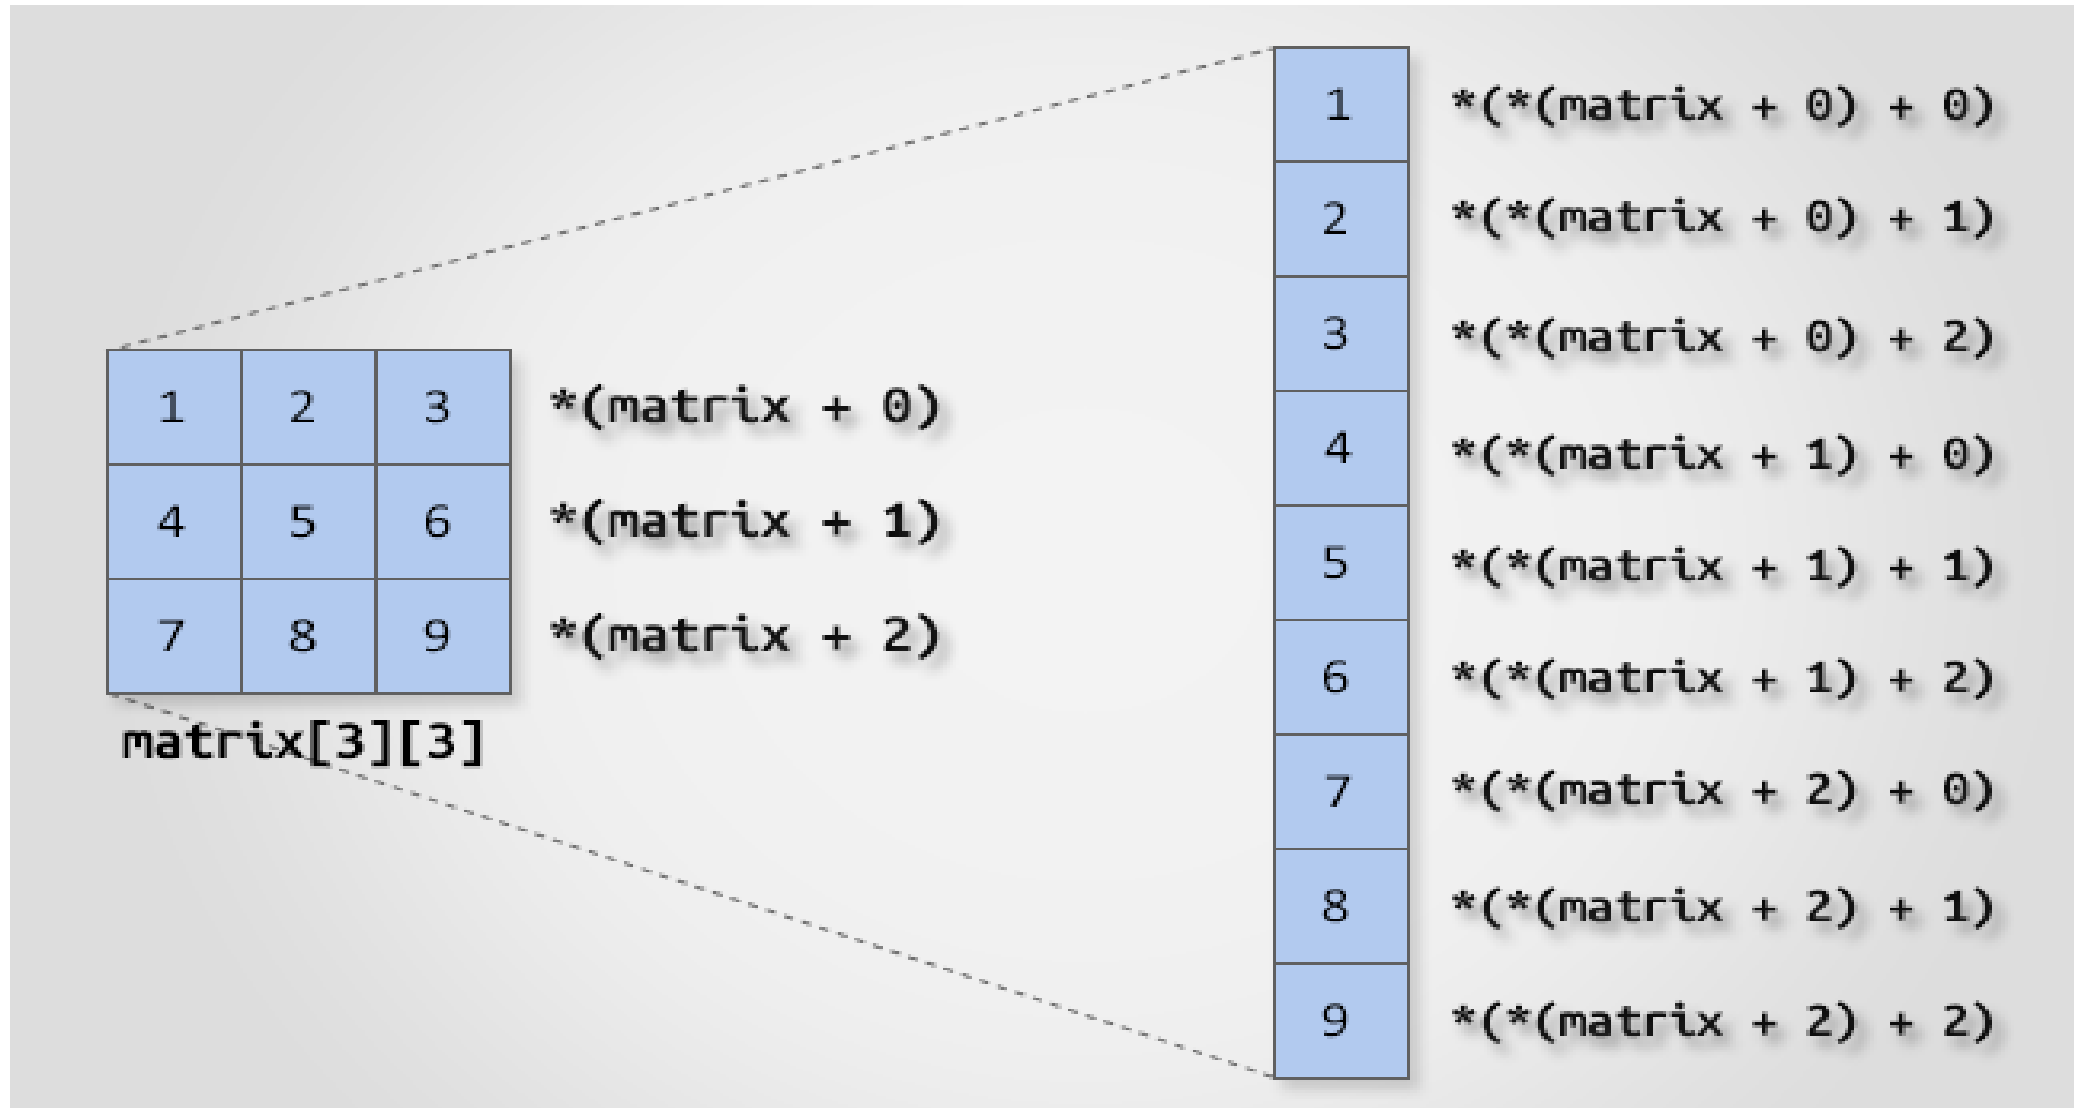 1 2 3 *(matrix + 0)
4 5 6 *(matrix + 1)
7 8 9 *(matrix + 2)
matrix[3][3]
1 *(*(matrix + 0) + 0)
2 *(*(matrix + 0) + 1)
3 *(*(matrix + 0) + 2)
4 *(*(matrix + 1) + 0)
5 *(*(matrix + 1) + 1)
6 *(*(matrix + 1) + 2)
7 *(*(matrix + 2) + 0)
8 *(*(matrix + 2) + 1)
9 *(*(matrix + 2) + 2)